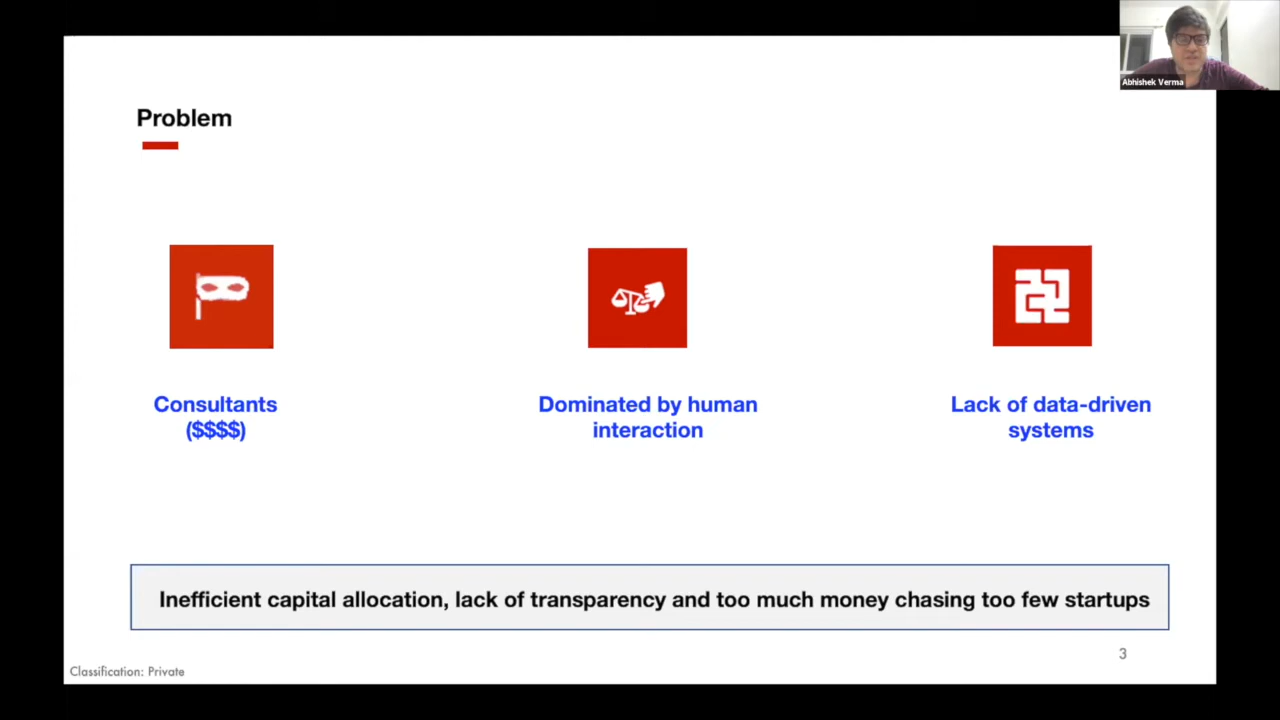 Abhishek Verma
Problem
Consultants
($$$$)
Dominated by human
interaction
Lack of data-driven
systems
Inefficient capital allocation, lack of transparency and too much money chasing too few startups
3
Classification: Private